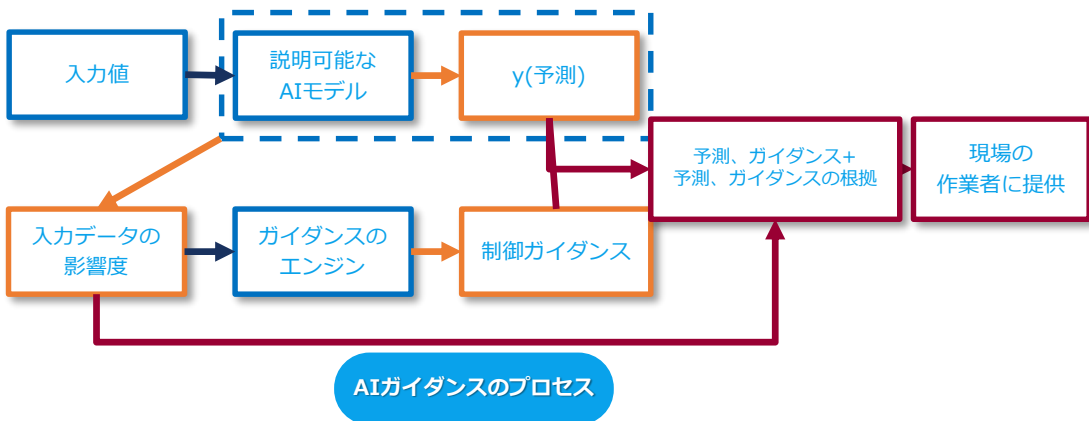 入力値
説明可能な
AIモデル
y(予測)
予測、ガイダンス+
予測、ガイダンスの根拠
現場の
作業者に提供
入力データの
影響度
ガイダンスの
エンジン
制御ガイダンス
AIガイダンスのプロセス